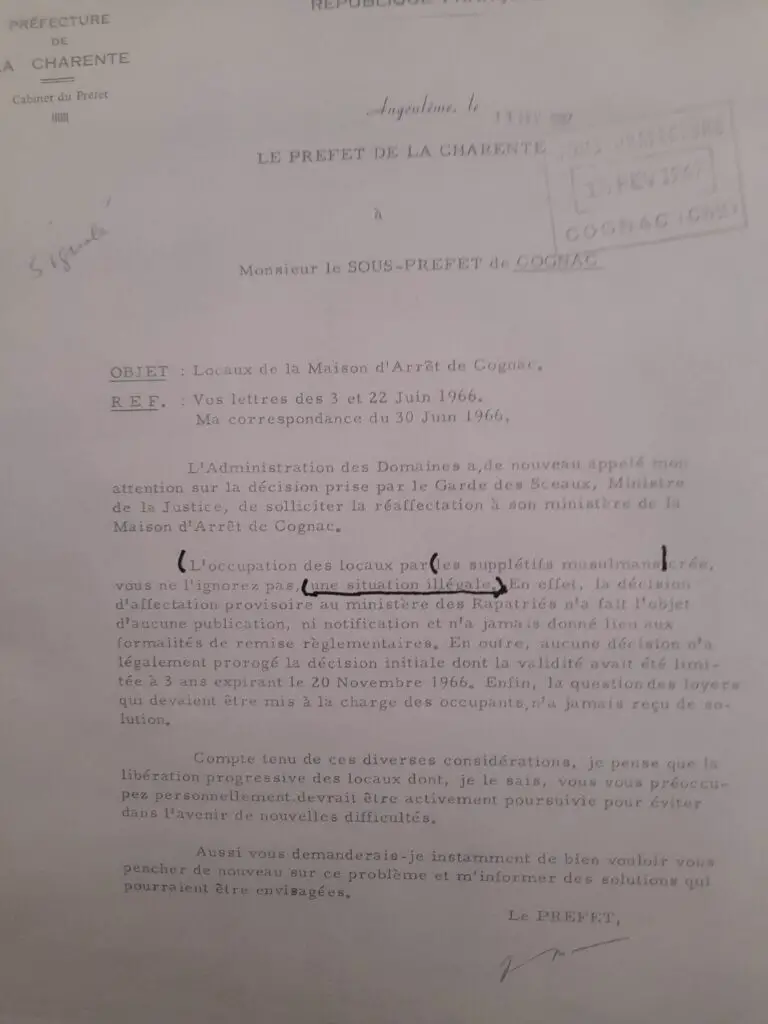 PRÉFECTURE
DE
LA CHARENTE
Cabinet du Préfet
Angoulême, le
LE PREFET DE LA CHARENTE
FEV 196
COGNAC (CHE)
à
Signalé
Monsieur le SOUS-PREFET de COGNAC
OBJET : Locaux de la Maison d'Arrêt de Cognac.
REF. : Vos lettres des 3 et 22 Juin 1966.
Ma correspondance du 30 Juin 1966.
L'Administration des Domaines a,de nouveau appelé mon
attention sur la décision prise par le Garde des Sceaux, Ministre
de la Justice, de solliciter la réaffectation à son ministère de la
Maison d'Arrêt de Cognac.
(L'occupation des locaux par (les supplétifs musulmans) crée,
vous ne l'ignorez pas, (une situation illégale.) En effet, la décision
d'affectation provisoire au ministère des Rapatriés n'a fait l'objet
d'aucune publication, ni notification et n'a jamais donné lieu aux
formalités de remise règlementaires. En outre, aucune décision n'a
légalement prorogé la décision initiale dont la validité avait été limi-
tée à 3 ans expirant le 20 Novembre 1966. Enfin, la question des loyers
qui devaient être mis à la charge des occupants,n'a jamais reçu de so-
lution.
Compte tenu de ces diverses considérations, je pense que la
libération progressive des locaux dont, je le sais, vous vous préoccu-
pez personnellement devrait être activement poursuivie pour éviter
dans l'avenir de nouvelles difficultés.
Aussi vous demanderais-je instamment de bien vouloir vous
pencher de nouveau sur ce problème et m'informer des solutions qui
pourraient être envisagées.
Le PREFET,